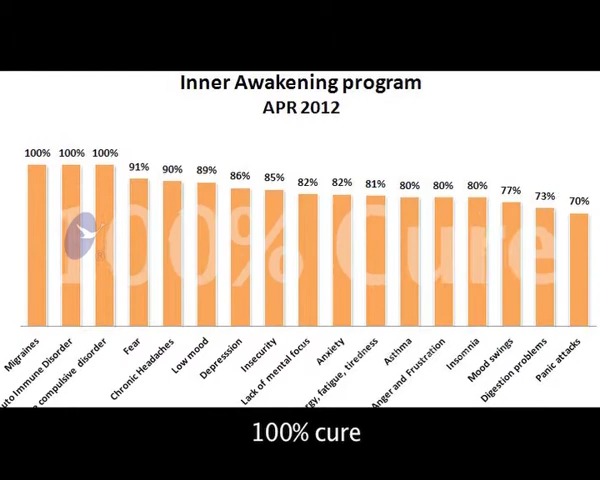 Inner Awakening program
APR 2012
100% 100% 100% 91% 90% 89% 86% 85% 82% 82% 81% 80% 80% 80% 77% 73% 70%
100% Cure
Migraines
uto Immune Disorder
e compulsive disorder
Fear
Chronic Headaches
Low mood
Depresssion
Insecurity
Lack of mental focus
Anxiety
rgy, fatigue, tiredness
Asthma
Anger and Frustration
Insomnia
Mood swings
Digestion problems
Panic attacks
100% cure